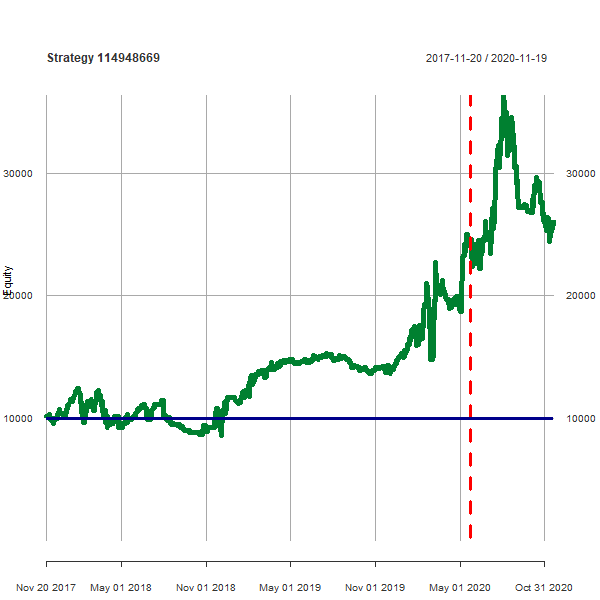 Strategy 114948669
2017-11-20 / 2020-11-19
30000
30000
Equity
20000
20000
10000
10000
Nov 20 2017
May 01 2018
Nov 01 2018
May 01 2019
Nov 01 2019
May 01 2020
Oct 31 2020